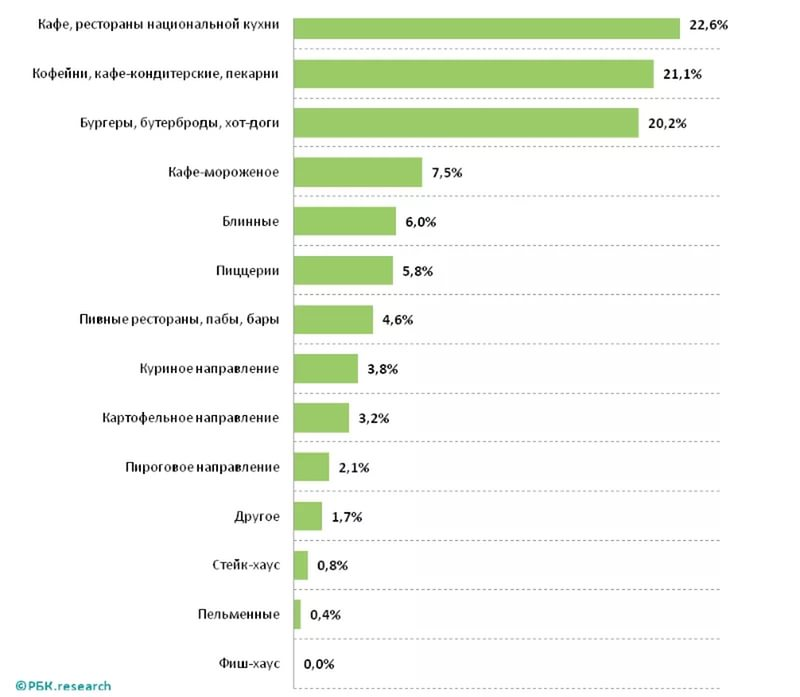 Кафе, рестораны национальной кухни 22,6%
Кофейни, кафе-кондитерские, пекарни 21,1%
Бургеры, бутерброды, хот-доги 20,2%
Кафе-мороженое 7,5%
Блинные 6,0%
Пиццерии 5,8%
Пивные рестораны, пабы, бары 4,6%
Куриное направление 3,8%
Картофельное направление 3,2%
Пироговое направление 2,1%
Другое 1,7%
Стейк-хаус 0,8%
Пельменные 0,4%
Фиш-хаус 0,0%
©РБК.research